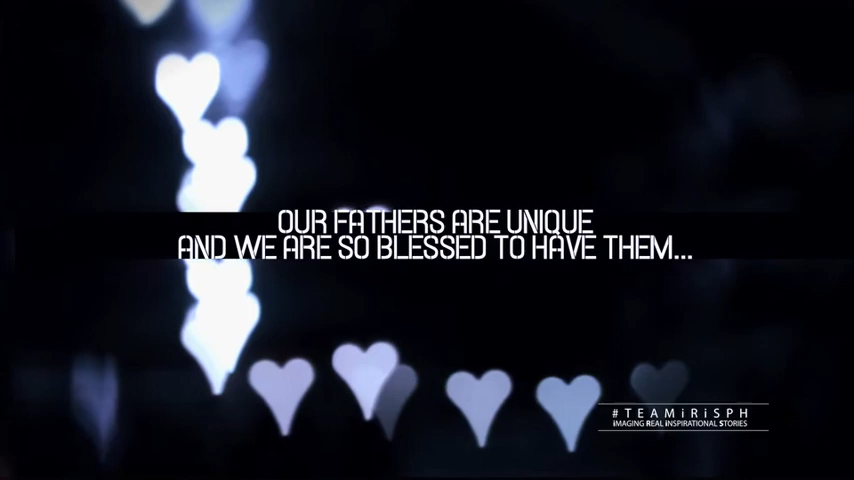 OUR FATHERS ARE UNIQUE
AND WE ARE SO BLESSED TO HAVE THEM...
#TEAMiRiSPH
iMAGING REAL iNSPIRATIONAL STORIES